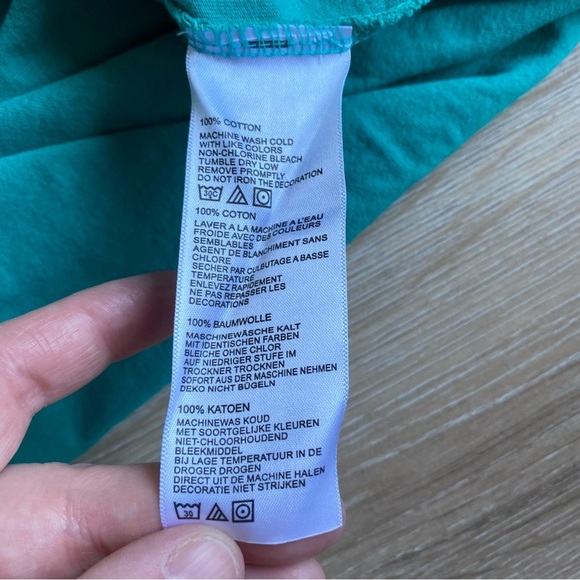 100% COTTON
MACHINE WASH COLD
WITH LIKE COLORS
NON-CHLORINE BLEACH
TUMBLE DRY LOW
REMOVE PROMPTLY
DO NOT IRON THE DECORATION
30C
100% COTON
LAVER A LA MACHINE A L'EAU
FROIDE AVEC DES COULEURS
SEMBLABLES
AGENT DE BLANCHIMENT SANS
CHLORE
SECHER PAR CULBUTAGE A BASSE
TEMPERATURE
ENLEVEZ RAPIDEMENT
NE PAS REPASSER LES
DECORATIONS
100% BAUMWOLLE
MASCHINEWÄSCHE KALT
MIT IDENTISCHEN FARBEN
BLEICHE OHNE CHLOR
AUF NIEDRIGER STUFE IM
TROCKNER TROCKNEN
SOFORT AUS DER MASCHINE NEHMEN
DEKO NICHT BÜGELN
100% KATOEN
MACHINEWAS KOUD
MET SOORTGELIJKE KLEUREN
NIET-CHLOORHOUDEND
BLEEKMIDDEL
BIJ LAGE TEMPERATUUR IN DE
DROGER DROGEN
DIRECT UIT DE MACHINE HALEN
DECORATIE NIET STRIJKEN
30